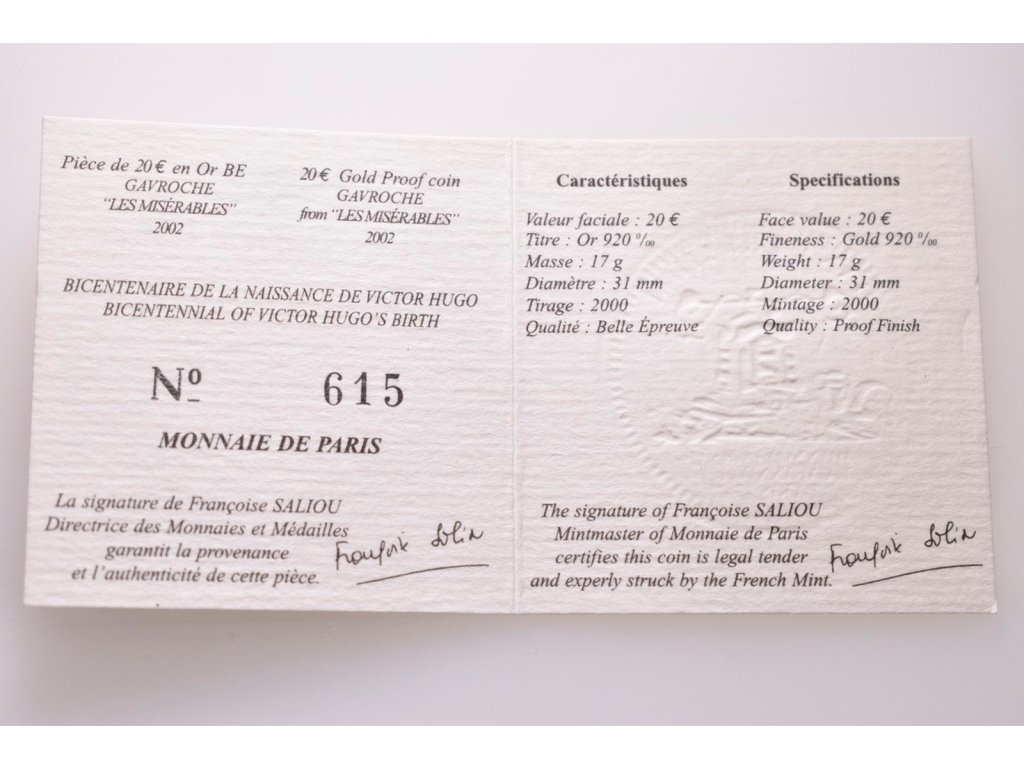 Pièce de 20 € en Or BE
GAVROCHE
"LES MISÉRABLES"
2002
20 € Gold Proof coin
GAVROCHE
from "LES MISÉRABLES"
2002
BICENTENAIRE DE LA NAISSANCE DE VICTOR HUGO
BICENTENNIAL OF VICTOR HUGO'S BIRTH
Nº 615
MONNAIE DE PARIS
La signature de Françoise SALIOU
Directrice des Monnaies et Médailles
garantit la provenance
et l'authenticité de cette pièce.
Caractéristiques
Valeur faciale : 20 €
Titre : Or 920 ‰
Masse : 17 g
Diamètre : 31 mm
Tirage : 2000
Qualité : Belle Épreuve
Specifications
Face value : 20 €
Fineness : Gold 920 ‰
Weight : 17 g
Diameter : 31 mm
Mintage : 2000
Quality : Proof Finish
The signature of Françoise SALIOU
Mintmaster of Monnaie de Paris
certifies this coin is legal tender
and experly struck by the French Mint.